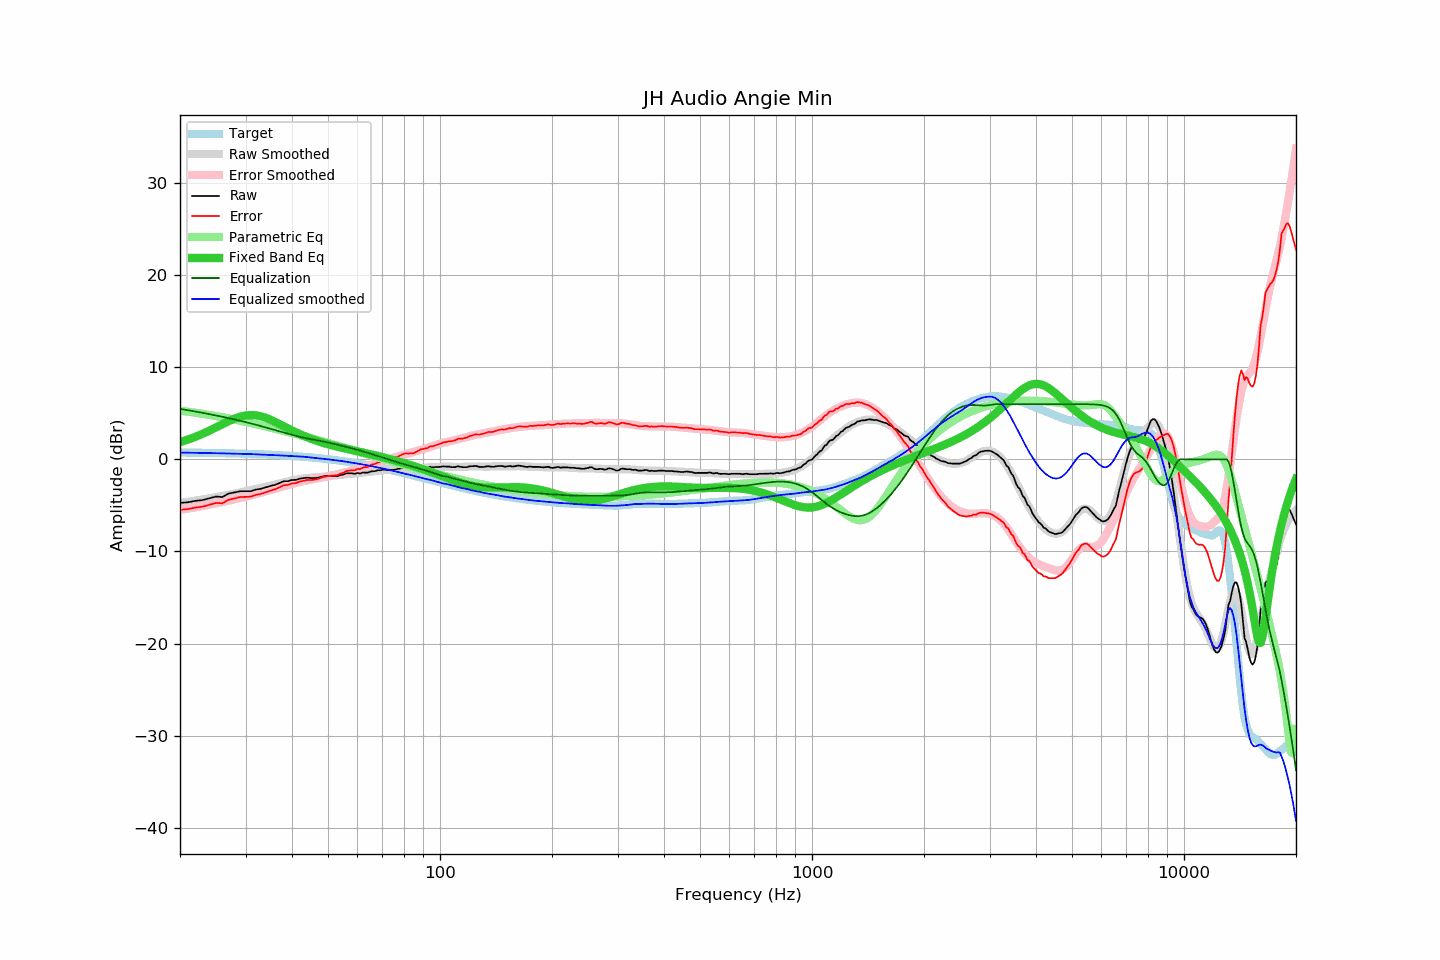 JH Audio Angie Min
Target
Raw Smoothed
Error Smoothed
Raw
Error
Parametric Eq
Fixed Band Eq
Equalization
Equalized smoothed
30
20
10
0
−10
−20
−30
−40
Amplitude (dBr)
100
1000
10000
Frequency (Hz)